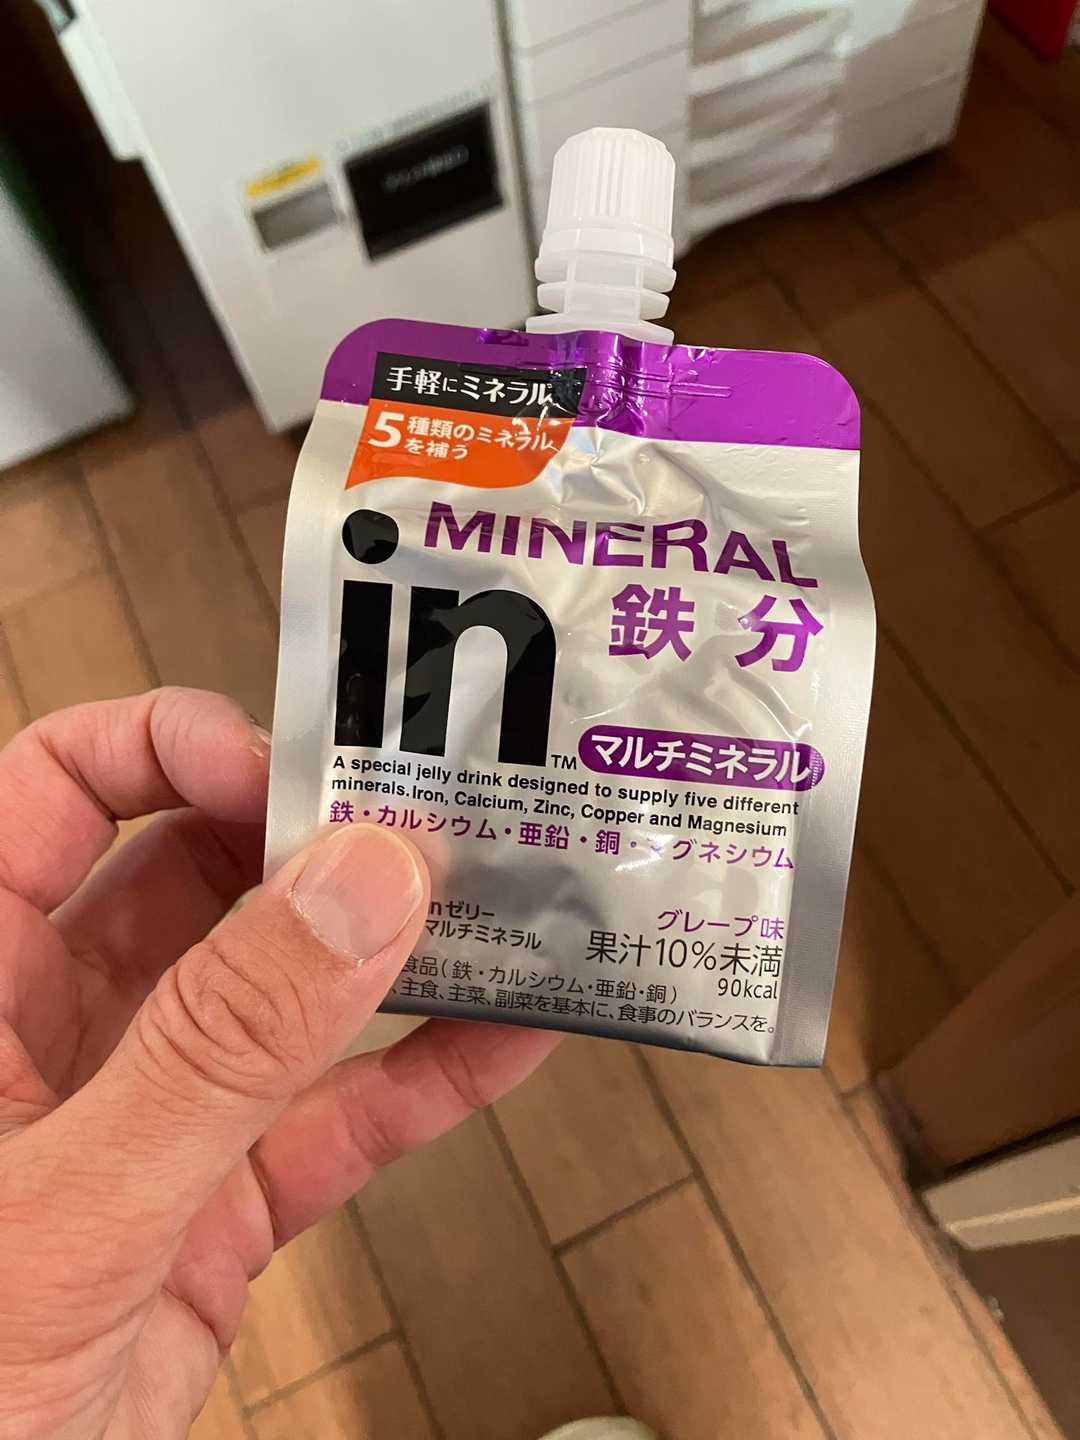 手軽にミネラル
5種類のミネラル
を補う
MINERAL
in
鉄分
TM
マルチミネラル
A special jelly drink designed to supply five different
minerals.Iron, Calcium, Zinc, Copper and Magnesium
鉄・カルシウム・亜鉛・銅・マグネシウム
inゼリー
マルチミネラル
グレープ味
果汁10%未満
90kcal
食品(鉄・カルシウム・亜鉛・銅)
、主食、主菜、副菜を基本に、食事のバランスを。